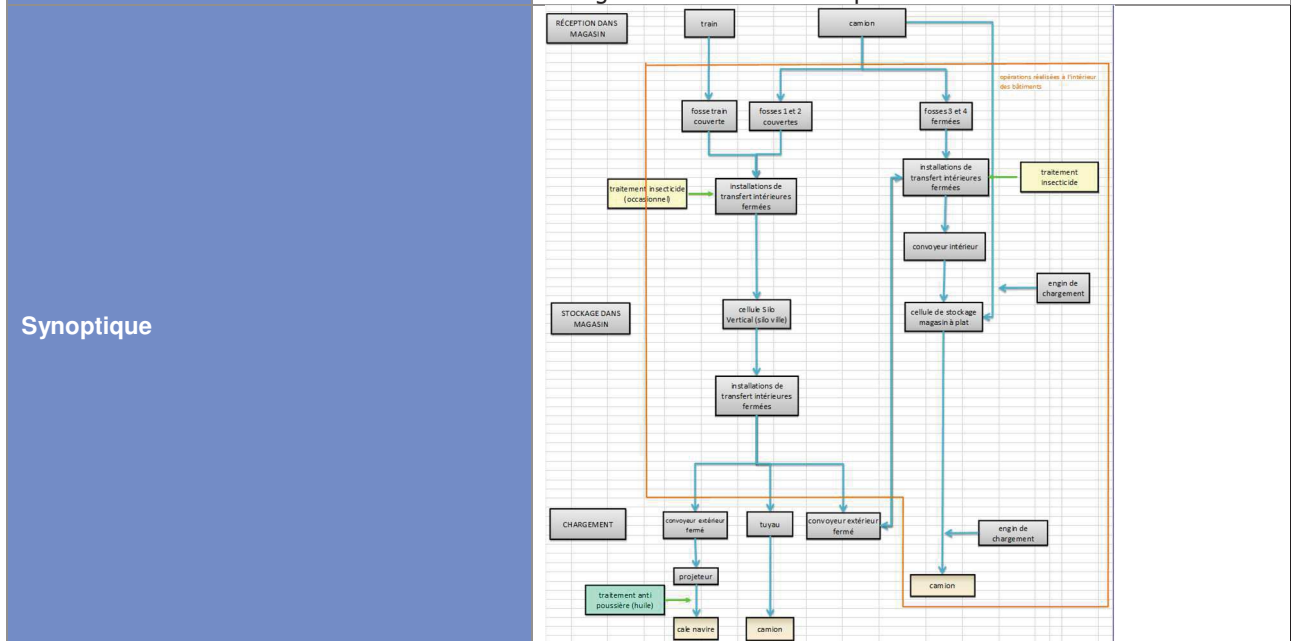 RÉCEPTION DANS
MAGASIN
train
camion
opérations réalisées à l'intérieur
des bâtiments
fosse train
couverte
fosses 1 et 2
couvertes
fosses 3 et 4
fermées
traitement insecticide
(occasionnel)
installations de
transfert intérieures
fermées
installations de
transfert intérieures
fermées
traitement
insecticide
convoyeur intérieur
engin de
chargement
Synoptique
STOCKAGE DANS
MAGASIN
cellule Silo
Vertical (silo ville)
cellule de stockage
magasin à plat
installations de
transfert intérieures
fermées
CHARGEMENT
convoyeur extérieur
fermé
tuyau
convoyeur extérieur
fermé
engin de
chargement
projeteur
camion
traitement anti
poussière (huile)
cale navire
camion